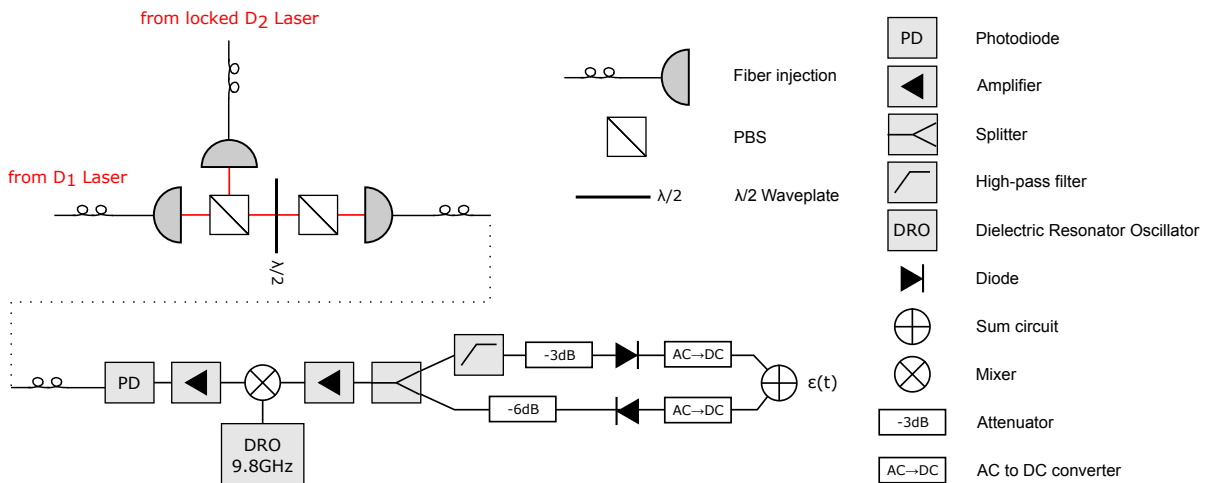 from locked D2 Laser
from D1 Laser
λ/2
PD
DRO
9.8GHz
-3dB
AC→DC
-6dB
AC→DC
ε(t)
Fiber injection
PBS
λ/2
λ/2 Waveplate
PD
Photodiode
Amplifier
Splitter
High-pass filter
DRO
Dielectric Resonator Oscillator
Diode
Sum circuit
Mixer
-3dB
Attenuator
AC→DC
AC to DC converter